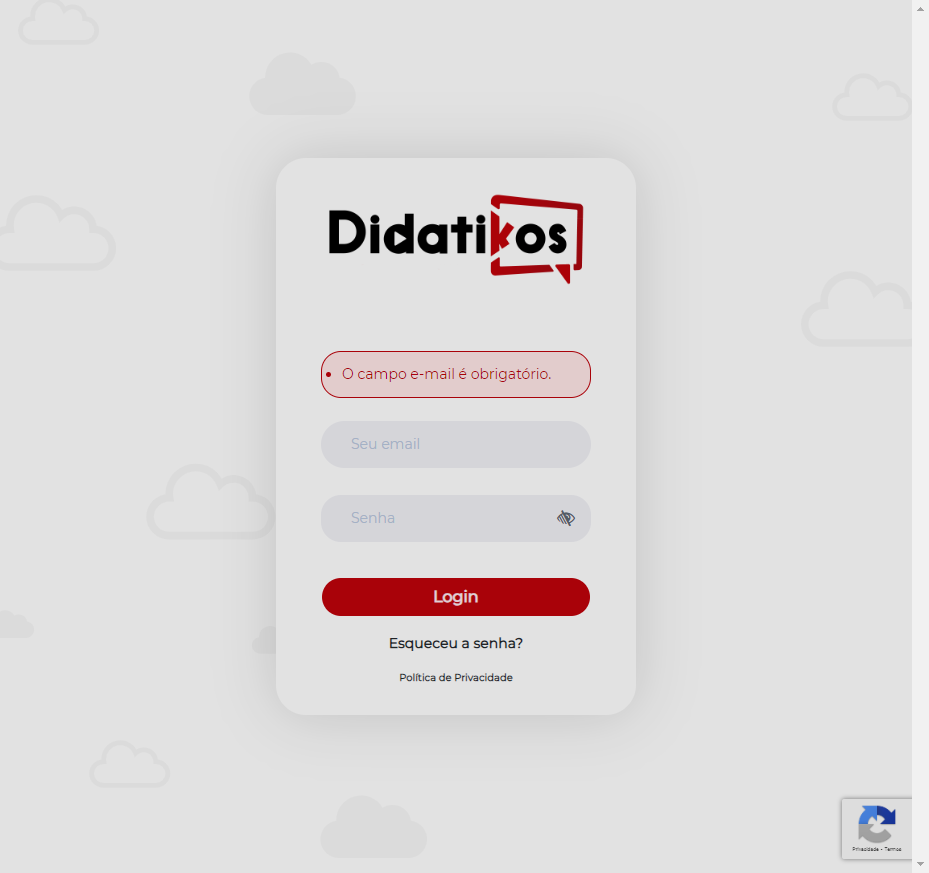 Didatikos
O campo e-mail é obrigatório.
Seu email
Senha
Login
Esqueceu a senha?
Política de Privacidade
Privacidade - Termos